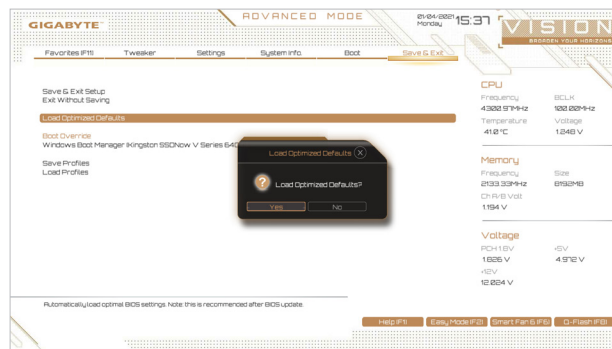 GIGABYTE™
ADVANCED MODE
01/04/2021
Monday
15:37
VISION
BROADEN YOUR HORIZONS
Favorites (F11)
Tweaker
Settings
System Info.
Boot
Save & Exit
Save & Exit Setup
Exit Without Saving
Load Optimized Defaults
Boot Override
Windows Boot Manager (Kingston SSDNow V Series 64G
Save Profiles
Load Profiles
Load Optimized Defaults
Load Optimized Defaults?
Yes
No
CPU
Frequency BCLK
4300.97MHz 100.02MHz
Temperature Voltage
41.0 °C 1.248 V
Memory
Frequency Size
2133.33MHz 8192MB
Ch A/B Volt
1.194 V
Voltage
PCH 1.8V +5V
1.826 V 4.972 V
+12V
12.024 V
Automatically load optimal BIOS settings. Note: this is recommended after BIOS update.
Help (F1)
Easy Mode (F2)
Smart Fan 6 (F6)
Q-Flash (F8)